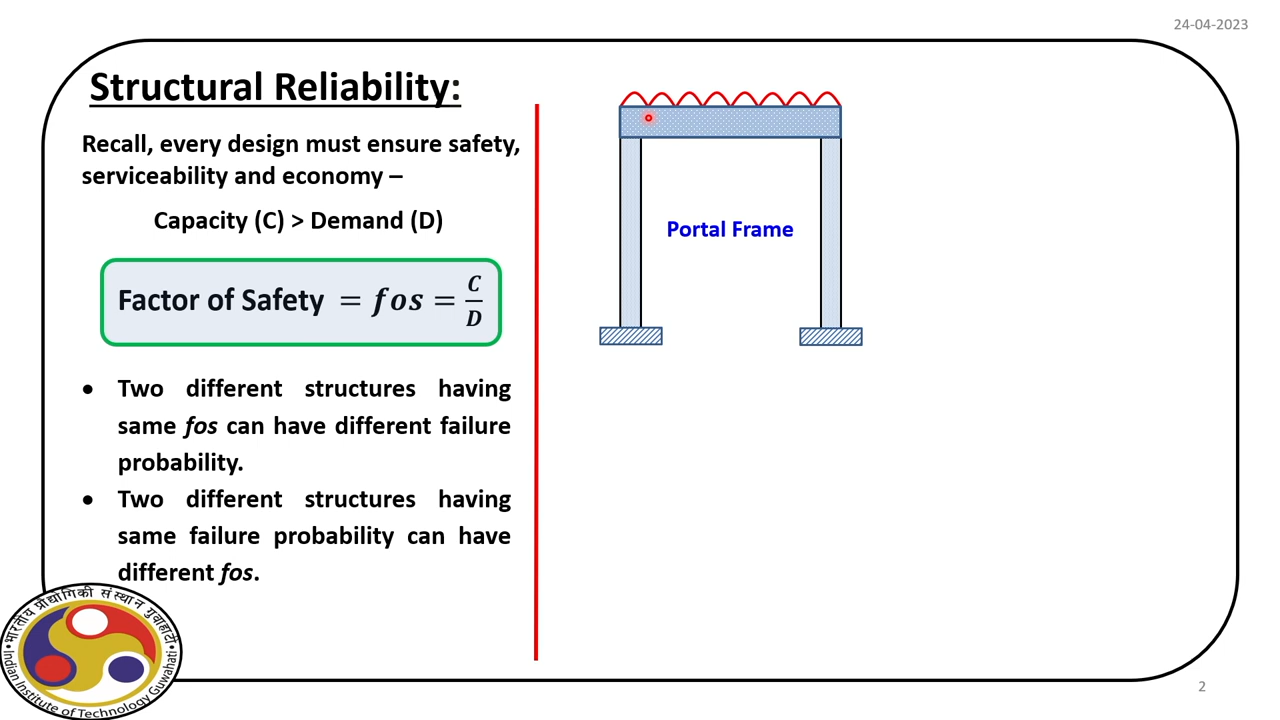 24-04-2023
Structural Reliability:
Recall, every design must ensure safety,
serviceability and economy –
Capacity (C) > Demand (D)
Factor of Safety = fos = C/D
• Two different structures having
same fos can have different failure
probability.
• Two different structures having
same failure probability can have
different fos.
Portal Frame
भारतीय प्रौद्योगिकी संस्थान गुवाहाटी
Indian Institute of Technology Guwahati
2